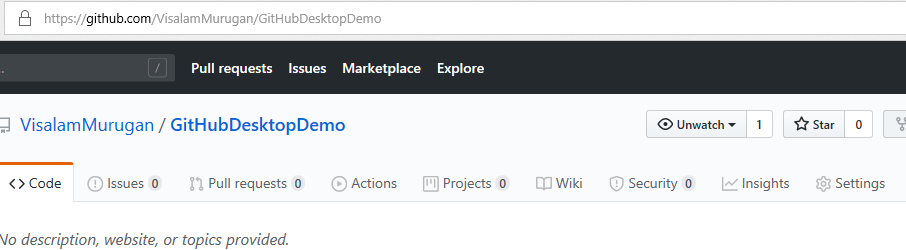 https://github.com/VisalamMurugan/GitHubDesktopDemo
/ Pull requests Issues Marketplace Explore
VisalamMurugan / GitHubDesktopDemo Unwatch 1 Star 0
<> Code Issues 0 Pull requests 0 Actions Projects 0 Wiki Security 0 Insights Settings
No description, website, or topics provided.